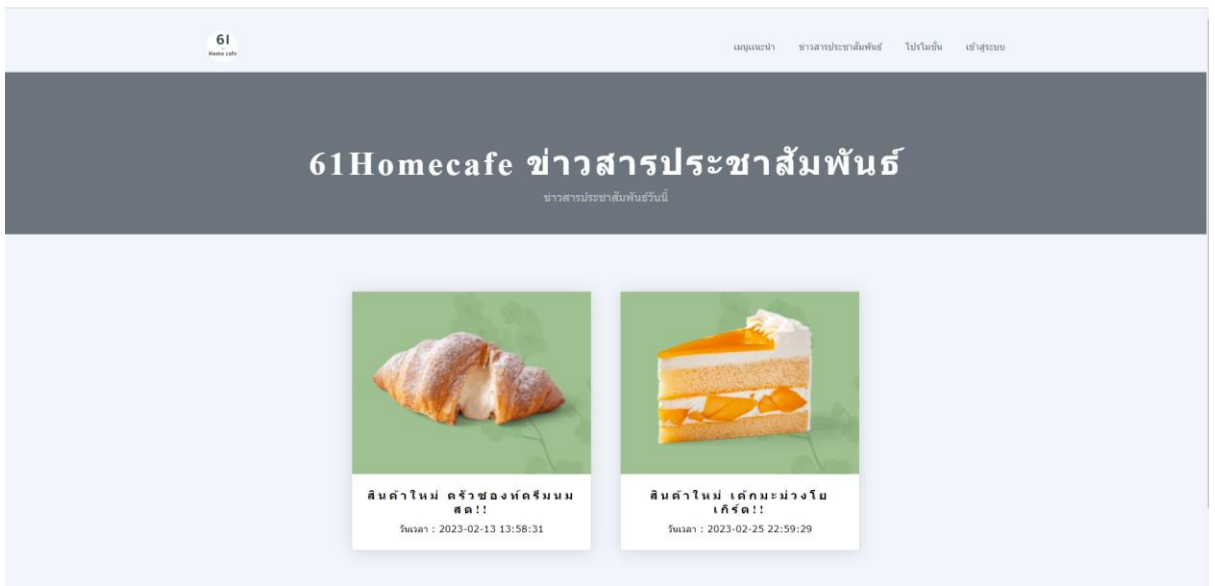 61
Home cafe
เมนูแนะนำ ข่าวสารประชาสัมพันธ์ โปรโมชั่น เข้าสู่ระบบ
61Homecafe ข่าวสารประชาสัมพันธ์
ข่าวสารประชาสัมพันธ์วันนี้
สินค้าใหม่ ครัวซองท์ครีมนม
สด!!
วันเวลา : 2023-02-13 13:58:31
สินค้าใหม่ เค้กมะม่วงโย
เกิร์ต!!
วันเวลา : 2023-02-25 22:59:29